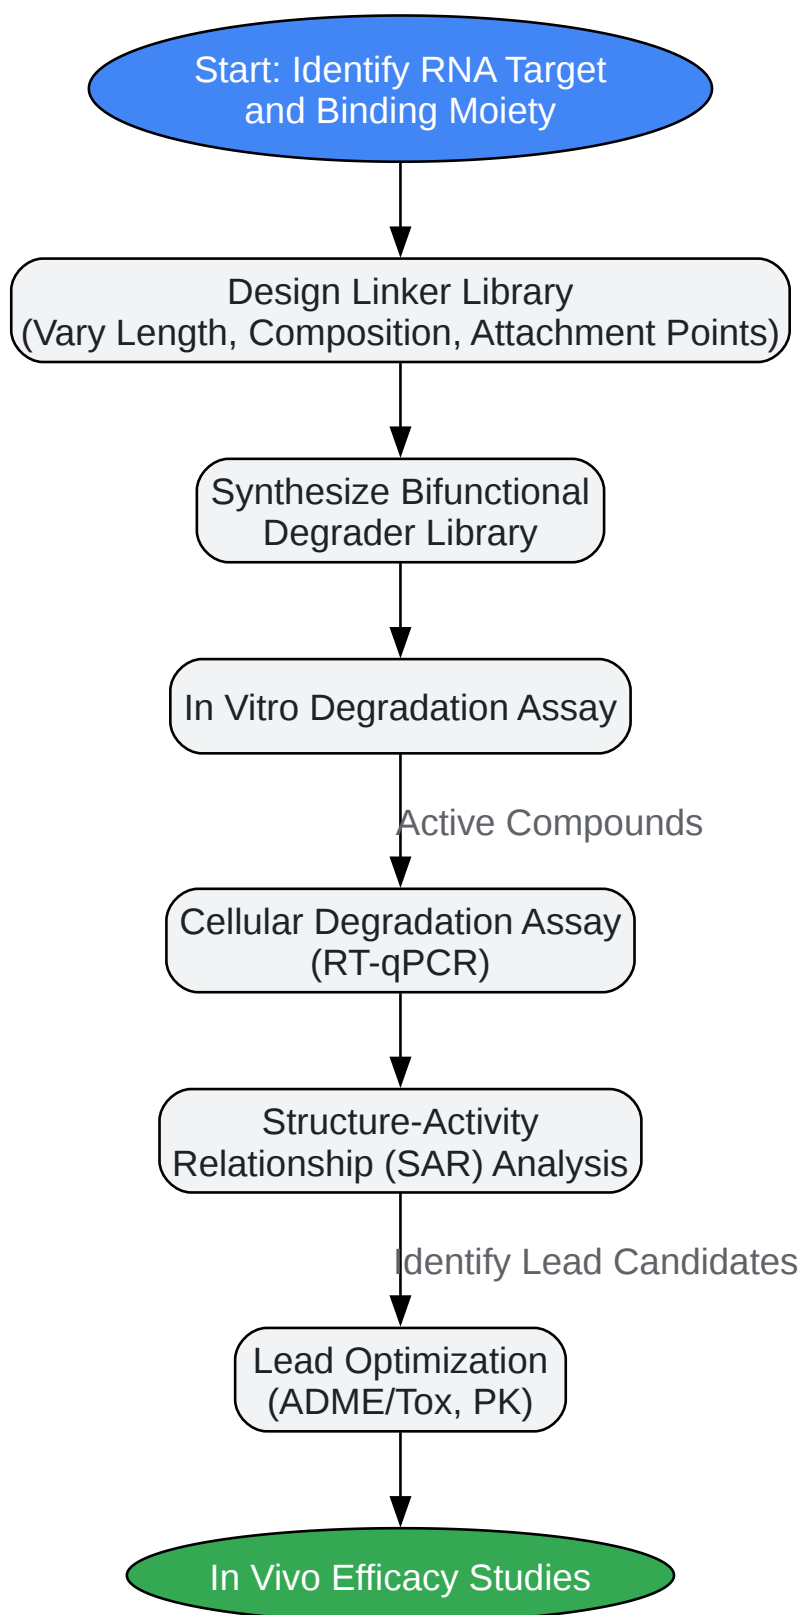 Start: Identify RNA Target
and Binding Moiety
Design Linker Library
(Vary Length, Composition, Attachment Points)
Synthesize Bifunctional
Degrader Library
In Vitro Degradation Assay
Active Compounds
Cellular Degradation Assay
(RT-qPCR)
Structure-Activity
Relationship (SAR) Analysis
Identify Lead Candidates
Lead Optimization
(ADME/Tox, PK)
In Vivo Efficacy Studies